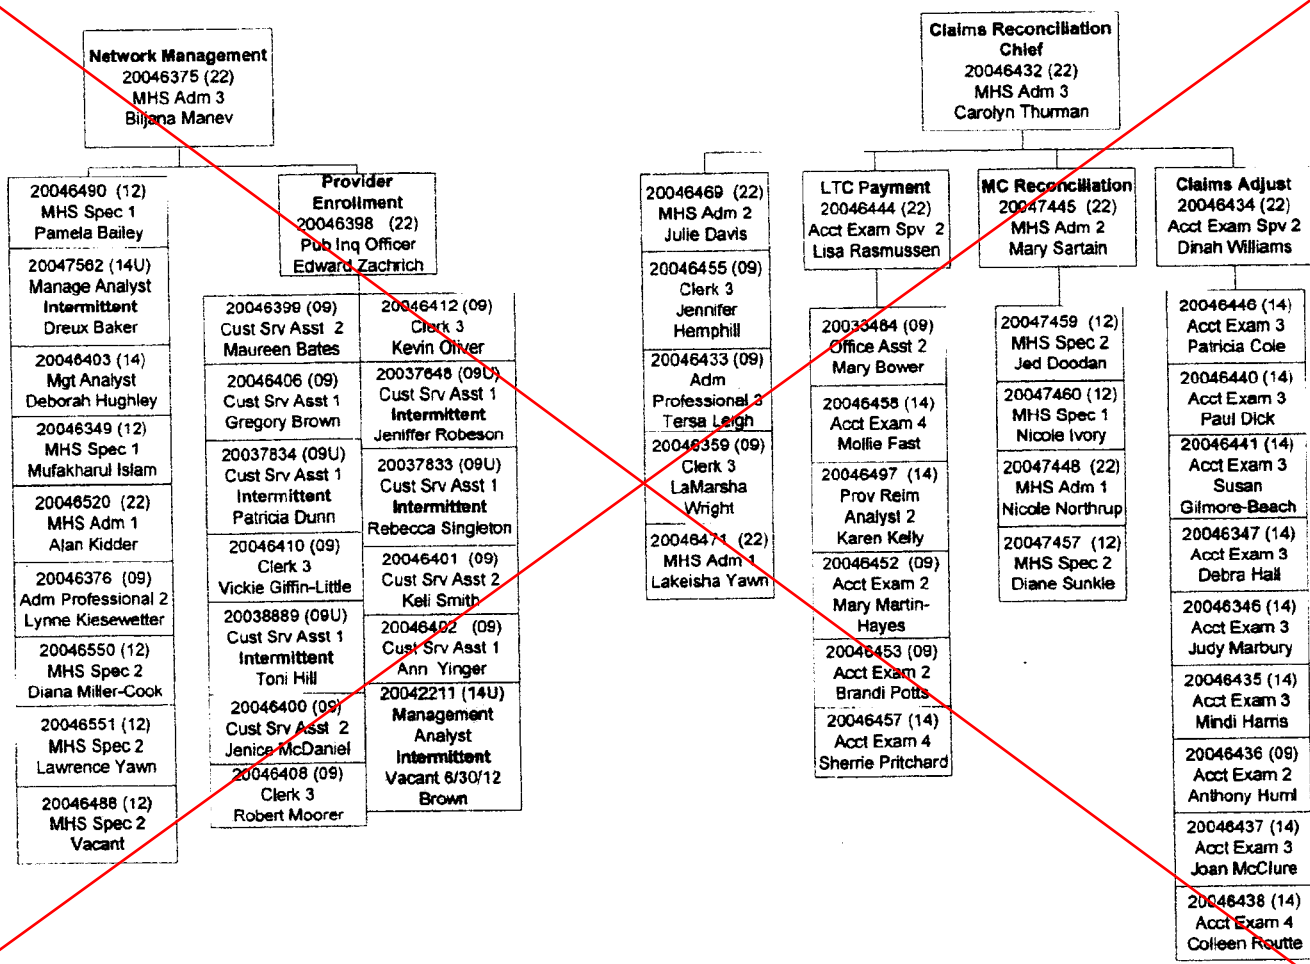 Network Management
20046375 (22)
MHS Adm 3
Biljana Manev
20046490 (12)
MHS Spec 1
Pamela Bailey
20047562 (14U)
Manage Analyst
Intermittent
Dreux Baker
20046403 (14)
Mgt Analyst
Deborah Hughley
20046349 (12)
MHS Spec 1
Mufakharul Islam
20046520 (22)
MHS Adm 1
Alan Kidder
20046376 (09)
Adm Professional 2
Lynne Kiesewetter
20046550 (12)
MHS Spec 2
Diana Miller-Cook
20046551 (12)
MHS Spec 2
Lawrence Yawn
20046488 (12)
MHS Spec 2
Vacant
Provider
Enrollment
20046398 (22)
Pub Inq Officer
Edward Zachrich
20046399 (09)
Cust Srv Asst 2
Maureen Bates
20046406 (09)
Cust Srv Asst 1
Gregory Brown
20037834 (09U)
Cust Srv Asst 1
Intermittent
Patricia Dunn
20046410 (09)
Clerk 3
Vickie Giffin-Little
20038889 (09U)
Cust Srv Asst 1
Intermittent
Toni Hill
20046400 (09)
Cust Srv Asst 2
Jenice McDaniel
20046408 (09)
Clerk 3
Robert Moorer
20046412 (09)
Clerk 3
Kevin Oliver
20037648 (09U)
Cust Srv Asst 1
Intermittent
Jeniffer Robeson
20037833 (09U)
Cust Srv Asst 1
Intermittent
Rebecca Singleton
20046401 (09)
Cust Srv Asst 2
Keli Smith
20046402 (09)
Cust Srv Asst 1
Ann Yinger
20042211 (14U)
Management
Analyst
Intermittent
Vacant 6/30/12
Brown
Claims Reconciliation
Chief
20046432 (22)
MHS Adm 3
Carolyn Thurman
20046469 (22)
MHS Adm 2
Julie Davis
20046455 (09)
Clerk 3
Jennifer
Hemphill
20046433 (09)
Adm
Professional 3
Tersa Leigh
20046359 (09)
Clerk 3
LaMarsha
Wright
20046471 (22)
MHS Adm 1
Lakeisha Yawn
LTC Payment
20046444 (22)
Acct Exam Spv 2
Lisa Rasmussen
20033484 (09)
Office Asst 2
Mary Bower
20046458 (14)
Acct Exam 4
Mollie Fast
20046497 (14)
Prov Reim
Analyst 2
Karen Kelly
20046452 (09)
Acct Exam 2
Mary Martin-
Hayes
20046453 (09)
Acct Exam 2
Brandi Potts
20046457 (14)
Acct Exam 4
Sherrie Pritchard
MC Reconciliation
20047445 (22)
MHS Adm 2
Mary Sartain
20047459 (12)
MHS Spec 2
Jed Doodan
20047460 (12)
MHS Spec 1
Nicole Ivory
20047448 (22)
MHS Adm 1
Nicole Northrup
20047457 (12)
MHS Spec 2
Diane Sunkle
Claims Adjust
20046434 (22)
Acct Exam Spv 2
Dinah Williams
20046446 (14)
Acct Exam 3
Patricia Cole
20046440 (14)
Acct Exam 3
Paul Dick
20046441 (14)
Acct Exam 3
Susan
Gilmore-Beach
20046347 (14)
Acct Exam 3
Debra Hall
20046346 (14)
Acct Exam 3
Judy Marbury
20046435 (14)
Acct Exam 3
Mindi Harris
20046436 (09)
Acct Exam 2
Anthony Huml
20046437 (14)
Acct Exam 3
Joan McClure
20046438 (14)
Acct Exam 4
Colleen Routte